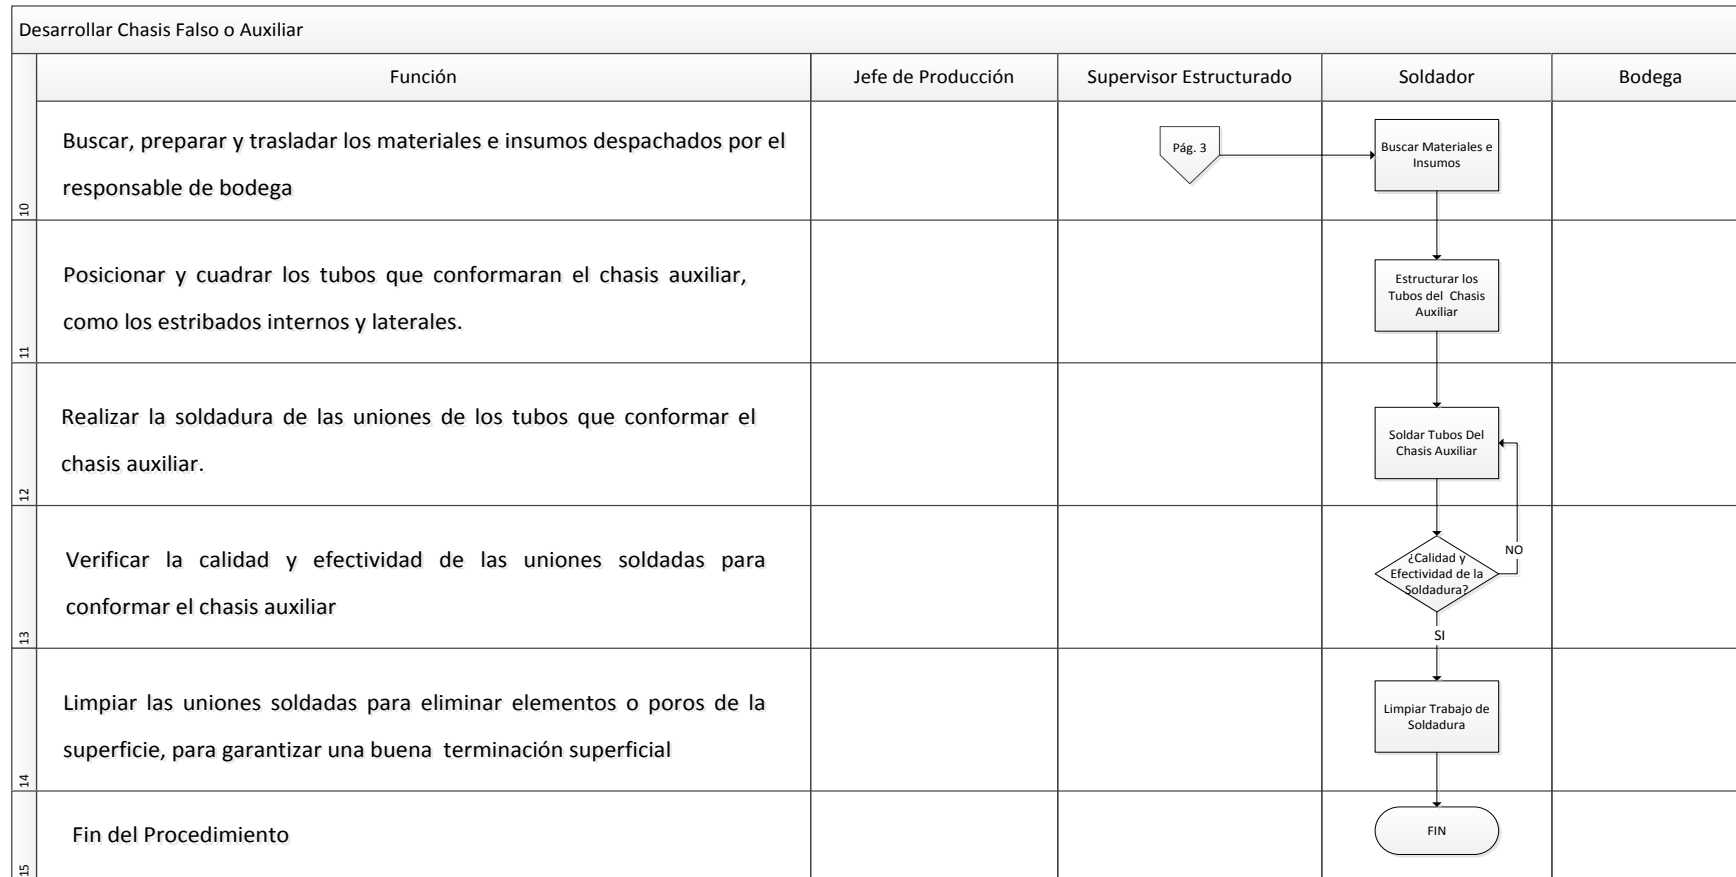 Desarrollar Chasis Falso o Auxiliar
Función
Jefe de Producción
Supervisor Estructurado
Soldador
Bodega
10
Buscar, preparar y trasladar los materiales e insumos despachados por el
responsable de bodega
Pág. 3
Buscar Materiales e
Insumos
11
Posicionar y cuadrar los tubos que conformaran el chasis auxiliar,
como los estribados internos y laterales.
Estructurar los
Tubos del Chasis
Auxiliar
12
Realizar la soldadura de las uniones de los tubos que conformar el
chasis auxiliar.
Soldar Tubos Del
Chasis Auxiliar
13
Verificar la calidad y efectividad de las uniones soldadas para
conformar el chasis auxiliar
¿Calidad y
Efectividad de la
Soldadura?
NO
SI
14
Limpiar las uniones soldadas para eliminar elementos o poros de la
superficie, para garantizar una buena terminación superficial
Limpiar Trabajo de
Soldadura
15
Fin del Procedimiento
FIN